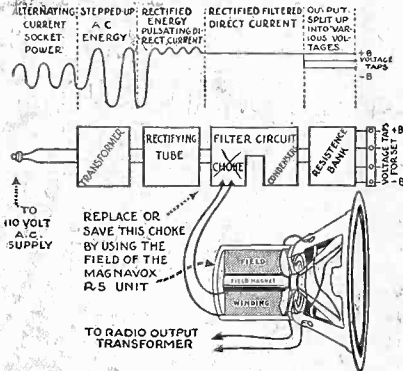 ALTERNATING
CURRENT
SOCKET-
POWER
STEPPED-UP
A C
ENERGY
RECTIFIED
ENERGY
PULSATING DI-
RECT CURRENT
RECTIFIED FILTERED
DIRECT CURRENT
OUTPUT
SPLIT UP
INTO VAR-
IOUS VOL-
TAGES
+B
VOLTAGE
TAPS
-B
TRANSFORMER
RECTIFYING
TUBE
FILTER CIRCUIT
CHOKE
CONDENSER
RESISTENCE
BANK
+B
VOLTAGE TAPS
FOR SET
-B
TO
110 VOLT
A.C.
SUPPLY
REPLACE OR
SAVE THIS CHOKE
BY USING THE
FIELD OF THE
MAGNAVOX
R5 UNIT
FIELD
FIELD MAGNET
WINDING
TO RADIO OUTPUT
TRANSFORMER